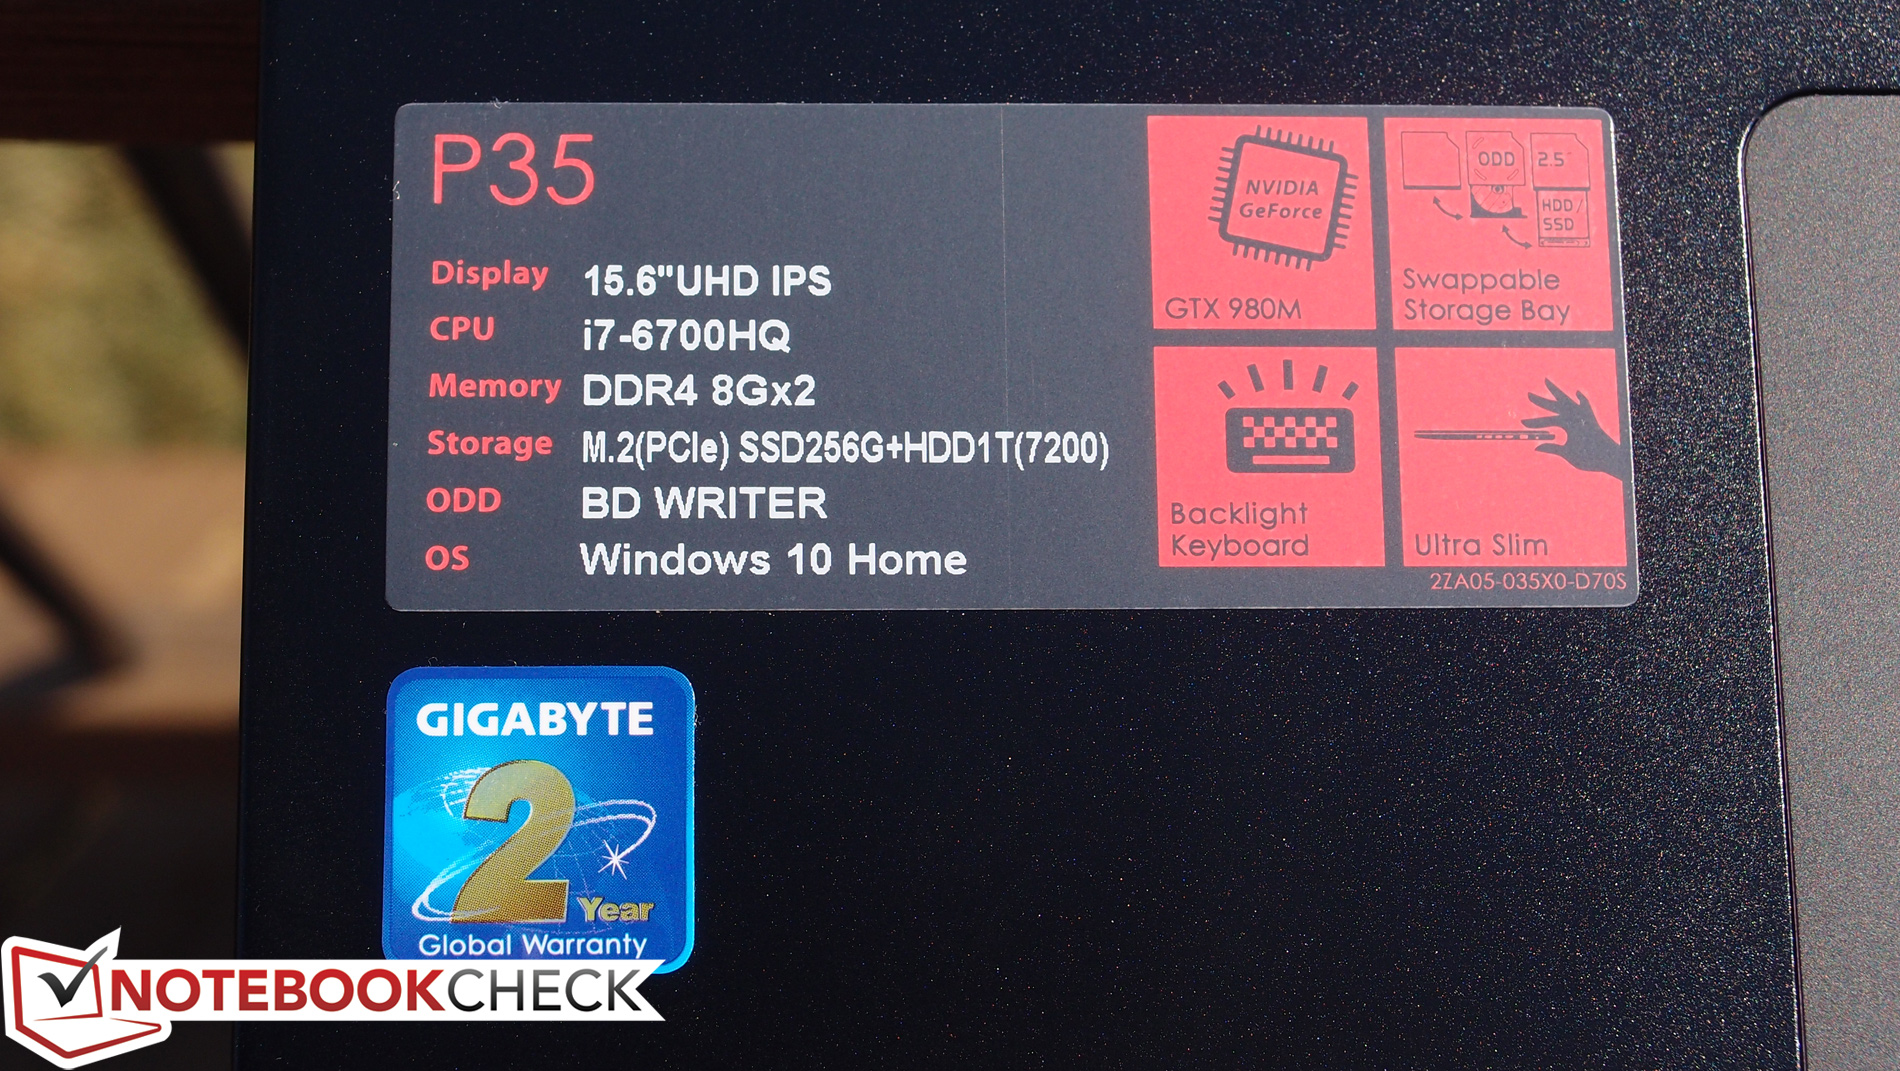 P35
Display 15.6"UHD IPS
CPU i7-6700HQ
Memory DDR4 8Gx2
Storage M.2(PCIe) SSD256G+HDD1T(7200)
ODD BD WRITER
OS Windows 10 Home
NVIDIA
GeForce
GTX 980M
ODD
2.5"
HDD/
SSD
Swappable
Storage Bay
Backlight
Keyboard
Ultra Slim
2ZA05-035X0-D70S
GIGABYTE
2
Year
Global Warranty
NOTEBOOKCHECK